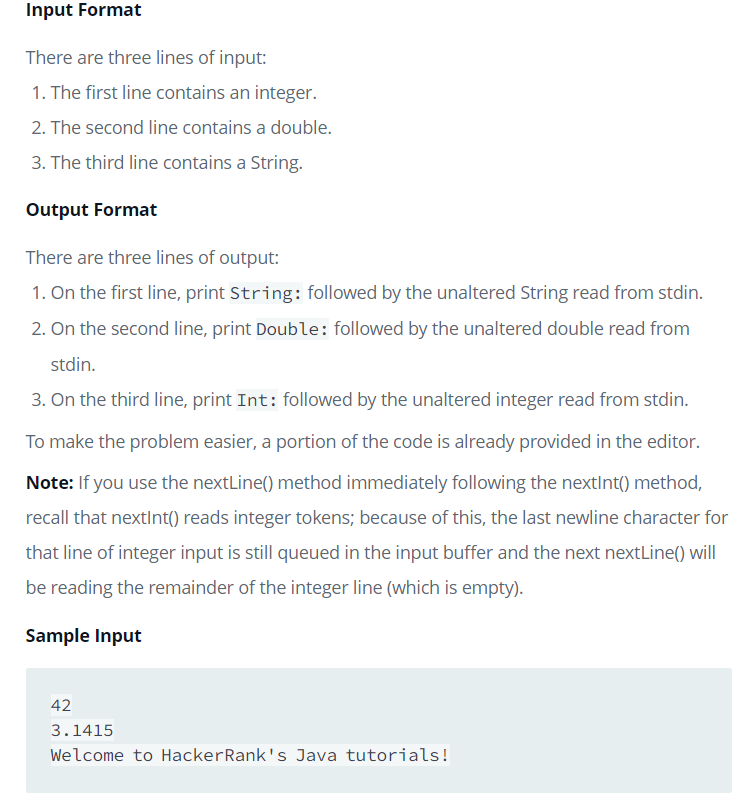 Input Format
There are three lines of input:
1. The first line contains an integer.
2. The second line contains a double.
3. The third line contains a String.
Output Format
There are three lines of output:
1. On the first line, print String: followed by the unaltered String read from stdin.
2. On the second line, print Double: followed by the unaltered double read from
stdin.
3. On the third line, print Int: followed by the unaltered integer read from stdin.
To make the problem easier, a portion of the code is already provided in the editor.
Note: If you use the nextLine() method immediately following the nextInt() method,
recall that nextInt() reads integer tokens; because of this, the last newline character for
that line of integer input is still queued in the input buffer and the next nextLine() will
be reading the remainder of the integer line (which is empty).
Sample Input
42
3.1415
Welcome to HackerRank's Java tutorials!